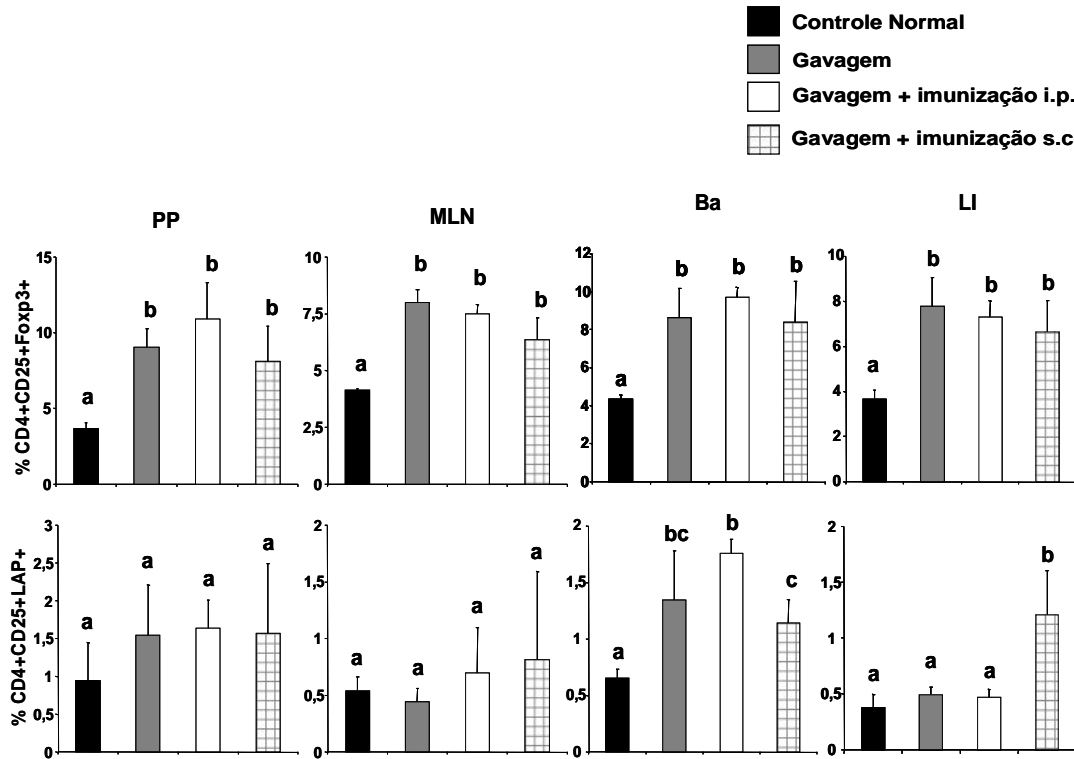 Controle Normal
Gavagem
Gavagem + imunização i.p.
Gavagem + imunização s.c
PP
MLN
Ba
LI
% CD4+CD25+Foxp3+
15
10
5
0
a
b
b
b
10
7,5
5
2,5
0
a
b
b
b
12
10
8
6
4
2
0
a
b
b
b
10
8
6
4
2
0
a
b
b
b
% CD4+CD25+LAP+
3
2,5
2
1,5
1
0,5
0
a
a
a
a
2
1,5
1
0,5
0
a
a
a
a
2
1,5
1
0,5
0
a
bc
b
c
2
1,5
1
0,5
0
a
a
a
b